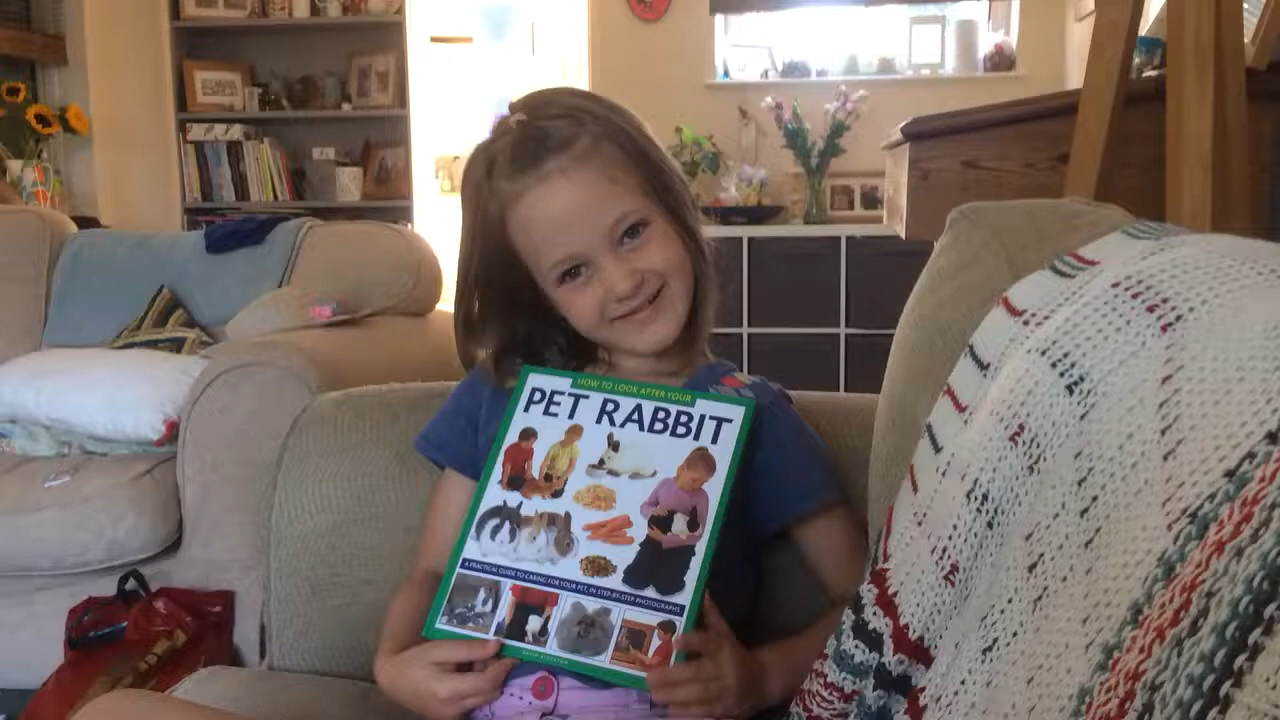 HOW TO LOOK AFTER YOUR
PET RABBIT
A PRACTICAL GUIDE TO CARING FOR YOUR PET, IN STEP-BY-STEP PHOTOGRAPHS